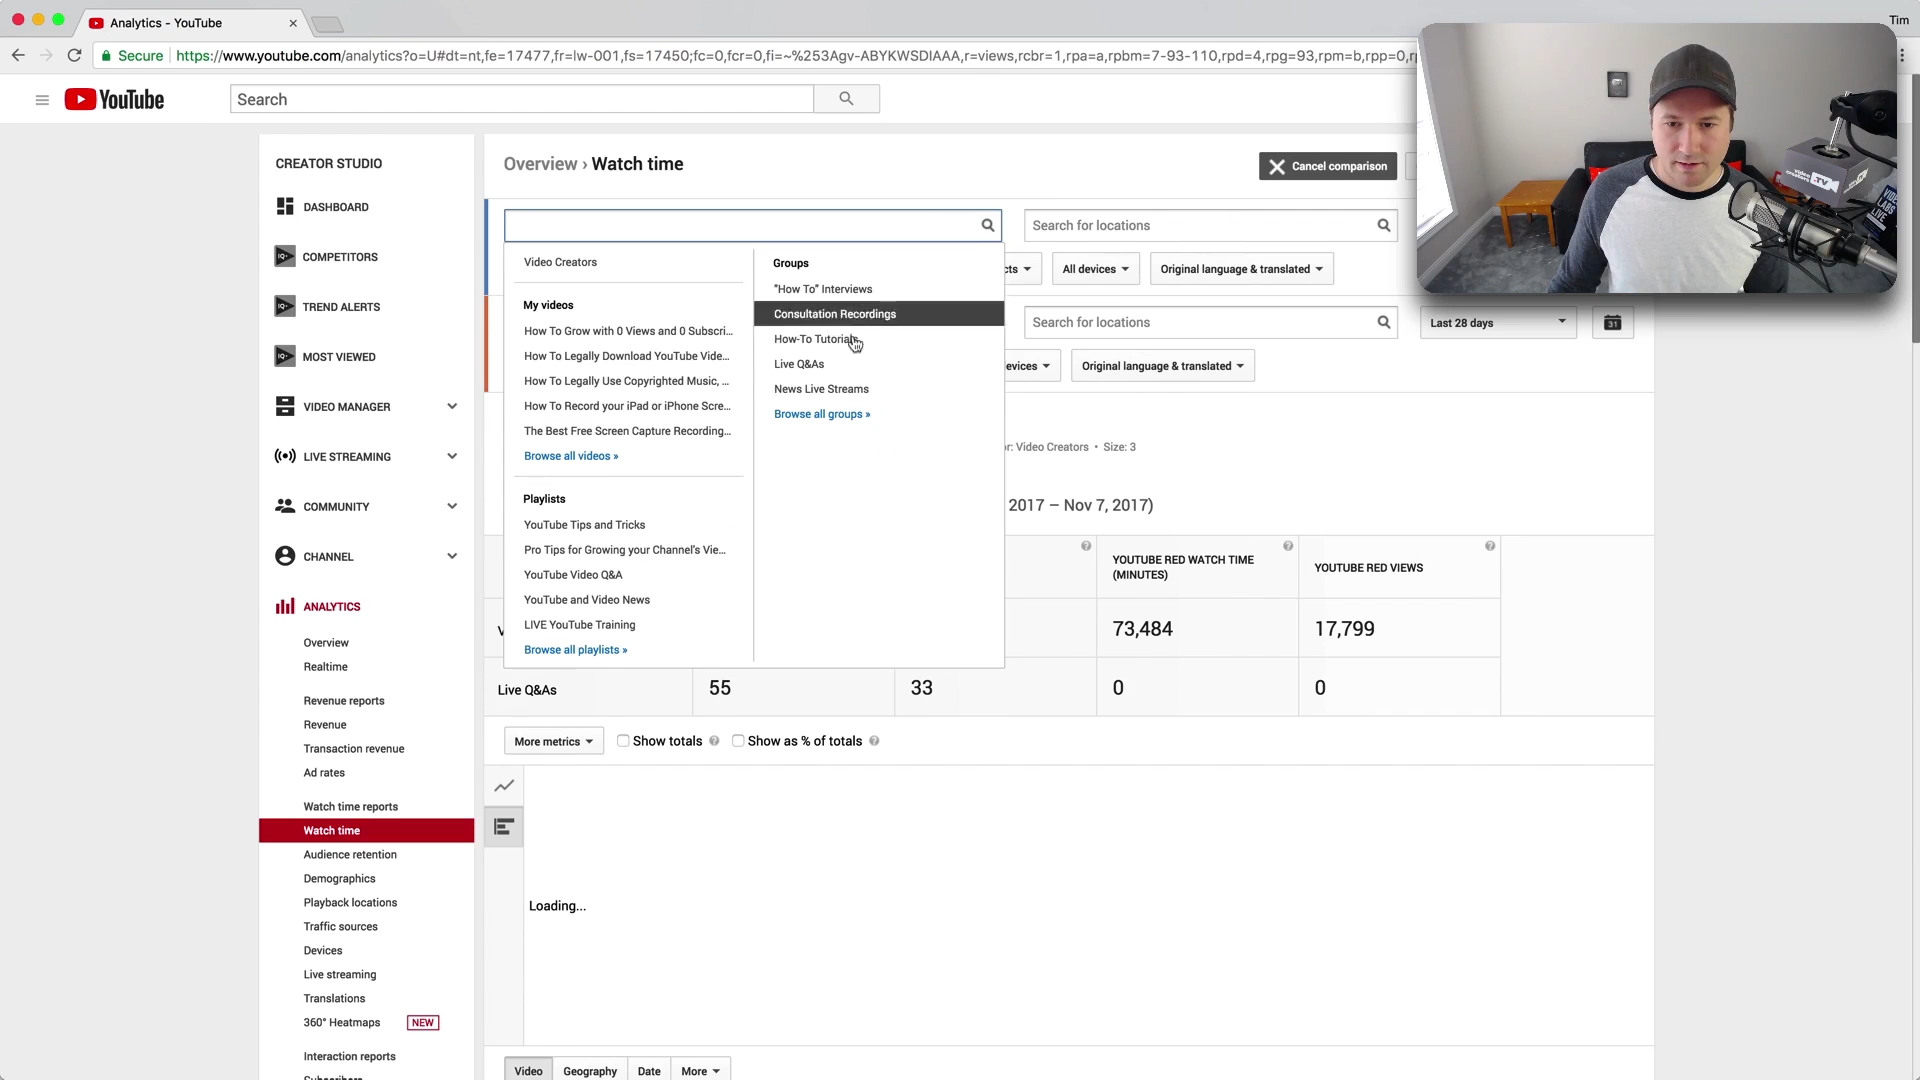 Analytics - YouTube
Tim
Secure
https://www.youtube.com/analytics?o=U#dt=nt,fe=17477,fr=lw-001,fs=17450;fc=0,fcr=0,fi=~%253Agv-ABYKWSDIAAA,r=views,rcbr=1,rpa=a,rpbm=7-93-110,rpd=4,rpg=93,rpm=b,rpp=0,r
YouTube
Search
CREATOR STUDIO
DASHBOARD
COMPETITORS
TREND ALERTS
MOST VIEWED
VIDEO MANAGER
LIVE STREAMING
COMMUNITY
CHANNEL
ANALYTICS
Overview
Realtime
Revenue reports
Revenue
Transaction revenue
Ad rates
Watch time reports
Watch time
Audience retention
Demographics
Playback locations
Traffic sources
Devices
Live streaming
Translations
360° Heatmaps NEW
Interaction reports
Subscribers
Overview › Watch time
Cancel comparison
Search for locations
cts
All devices
Original language & translated
Search for locations
Last 28 days
31
evices
Original language & translated
Video Creators
My videos
How To Grow with 0 Views and 0 Subscri...
How To Legally Download YouTube Vide...
How To Legally Use Copyrighted Music, ...
How To Record your iPad or iPhone Scre...
The Best Free Screen Capture Recording...
Browse all videos »
Playlists
YouTube Tips and Tricks
Pro Tips for Growing your Channel's Vie...
YouTube Video Q&A
YouTube and Video News
LIVE YouTube Training
Browse all playlists »
Groups
"How To" Interviews
Consultation Recordings
How-To Tutorials
Live Q&As
News Live Streams
Browse all groups »
r: Video Creators • Size: 3
2017 – Nov 7, 2017)
YOUTUBE RED WATCH TIME
(MINUTES)
YOUTUBE RED VIEWS
V
73,484
17,799
Live Q&As
55
33
0
0
More metrics
Show totals
Show as % of totals
Loading...
Video
Geography
Date
More
video
creators
.TV
VIDEO
LABS
LIVE